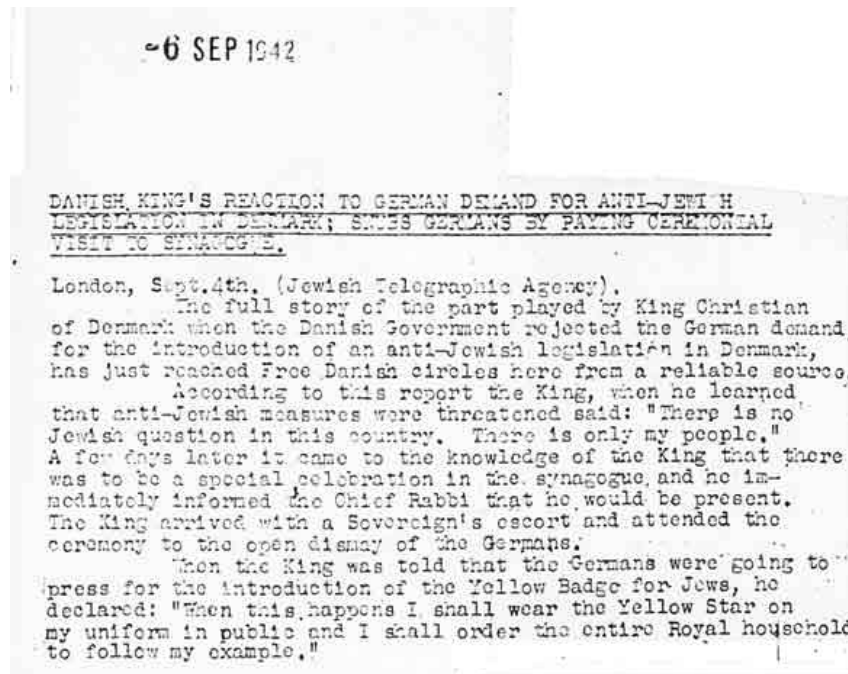 -6 SEP 1942
DANISH KING'S REACTION TO GERMAN DEMAND FOR ANTI-JEWISH
LEGISLATION IN DENMARK; SNUBS GERMANS BY PAYING CEREMONIAL
VISIT TO SYNAGOGUE.
London, Sept.4th. (Jewish Telegraphic Agency).
The full story of the part played by King Christian
of Denmark when the Danish Government rejected the German demand
for the introduction of an anti-Jewish legislation in Denmark,
has just reached Free Danish circles here from a reliable source.
According to this report the King, when he learned
that anti-Jewish measures were threatened said: "There is no
Jewish question in this country. There is only my people."
A few days later it came to the knowledge of the King that there
was to be a special celebration in the synagogue and he im-
mediately informed the Chief Rabbi that he would be present.
The King arrived with a Sovereign's escort and attended the
ceremony to the open dismay of the Germans.
When the King was told that the Germans were going to
press for the introduction of the Yellow Badge for Jews, he
declared: "When this happens I shall wear the Yellow Star on
my uniform in public and I shall order the entire Royal household
to follow my example."